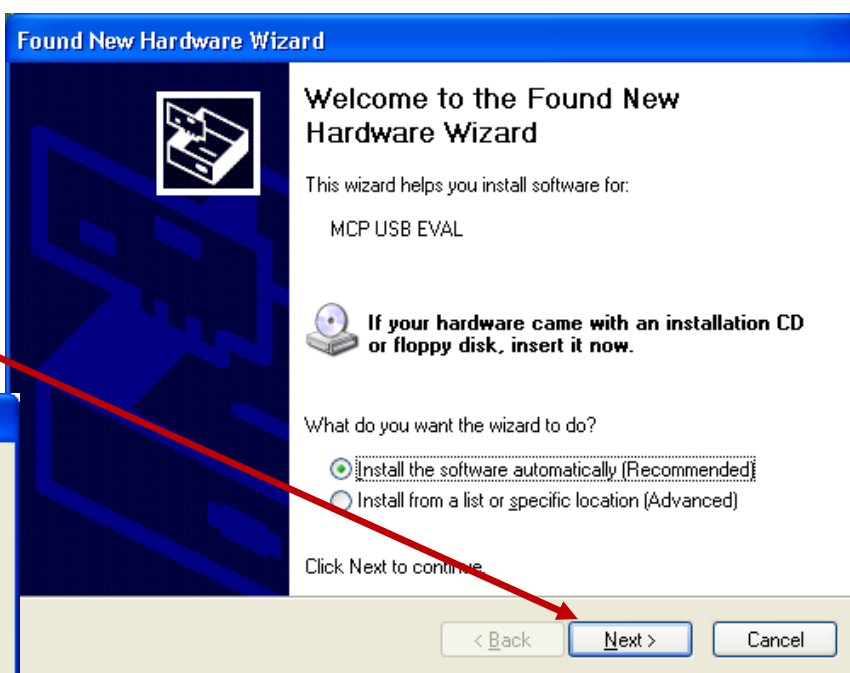 Found New Hardware Wizard
Welcome to the Found New
Hardware Wizard
This wizard helps you install software for:
MCP USB EVAL
If your hardware came with an installation CD
or floppy disk, insert it now.
What do you want the wizard to do?
Install the software automatically (Recommended)
Install from a list or specific location (Advanced)
Click Next to continue.
< Back Next > Cancel